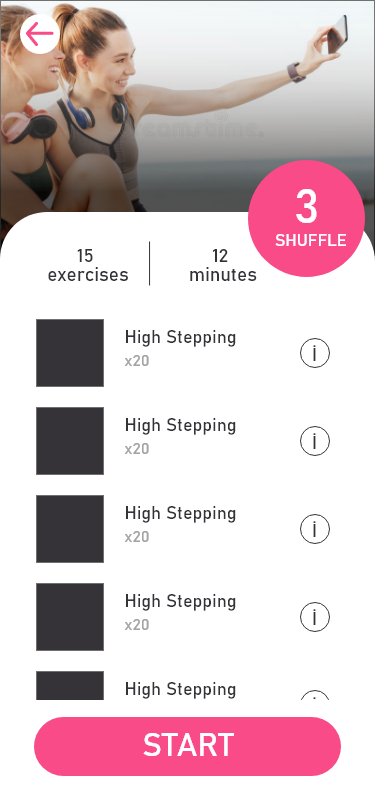 3
SHUFFLE
15
exercises
12
minutes
High Stepping
x20
i
High Stepping
x20
i
High Stepping
x20
i
High Stepping
x20
i
High Stepping
START